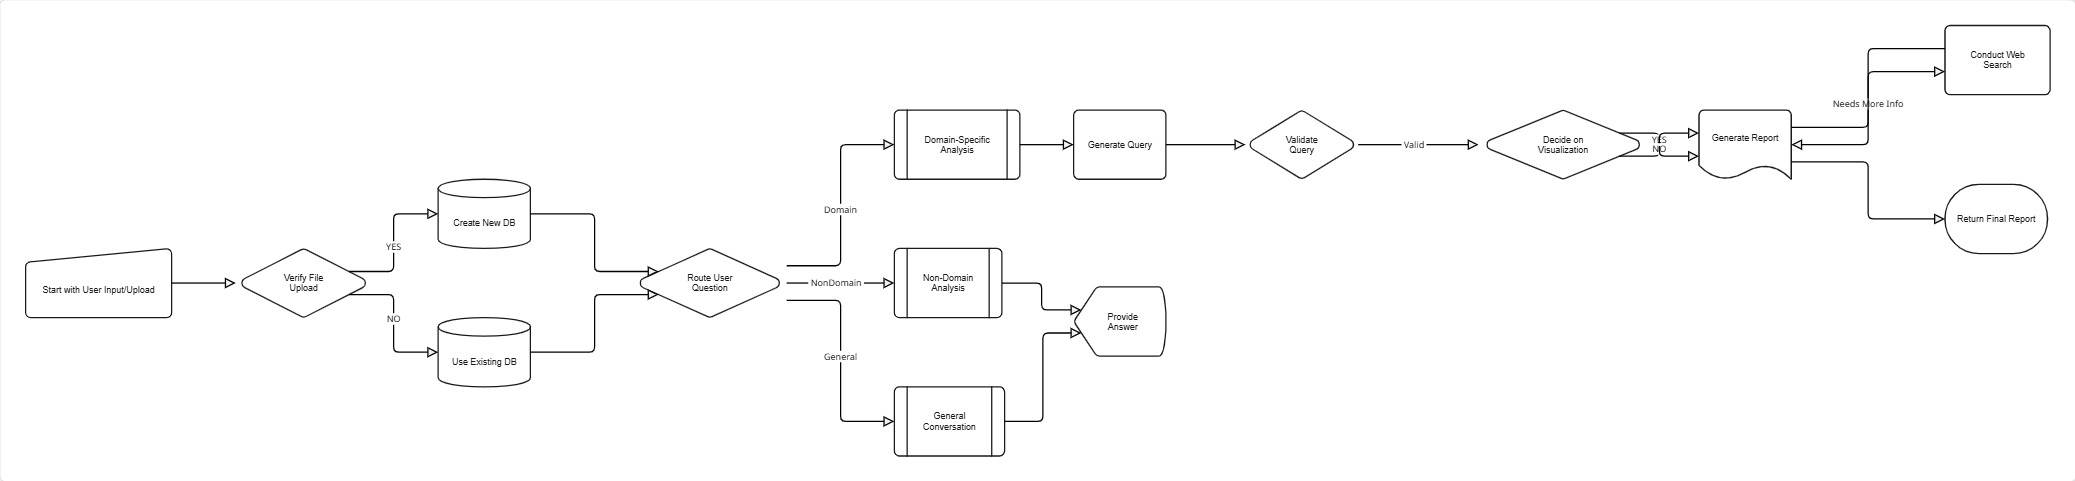 Conduct Web
Search
Needs More Info
Domain-Specific
Analysis
Generate Query
Validate
Query
Valid
Decide on
Visualization
YES
NO
Generate Report
Return Final Report
Domain
Create New DB
YES
Start with User Input/Upload
Verify File
Upload
NO
Use Existing DB
Route User
Question
NonDomain
Non-Domain
Analysis
Provide
Answer
General
General
Conversation